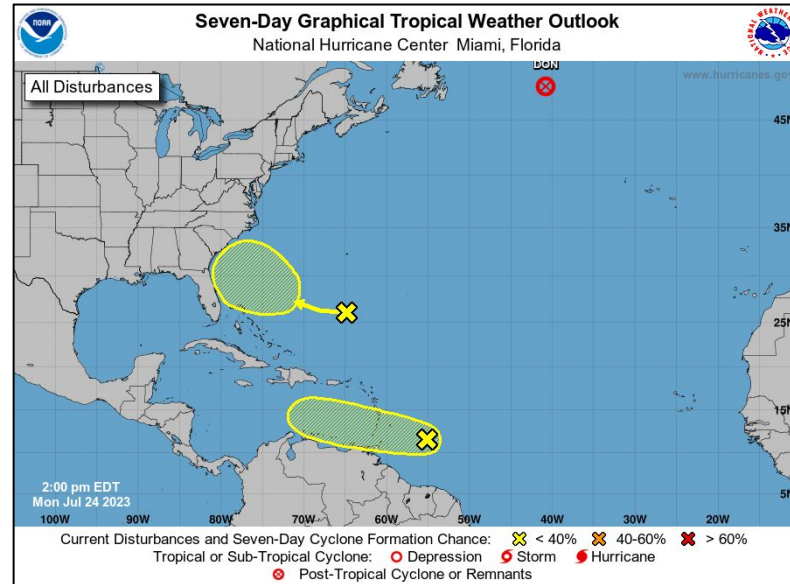 NOAA
Seven-Day Graphical Tropical Weather Outlook
National Hurricane Center Miami, Florida
All Disturbances
DON
www.hurricanes.gov
45N
35N
25N
15N
5N
2:00 pm EDT
Mon Jul 24 2023
100W 90W 80W 70W 60W 50W 40W 30W 20W
Current Disturbances and Seven-Day Cyclone Formation Chance: < 40% 40-60% > 60%
Tropical or Sub-Tropical Cyclone: Depression Storm Hurricane
Post-Tropical Cyclone or Remnants